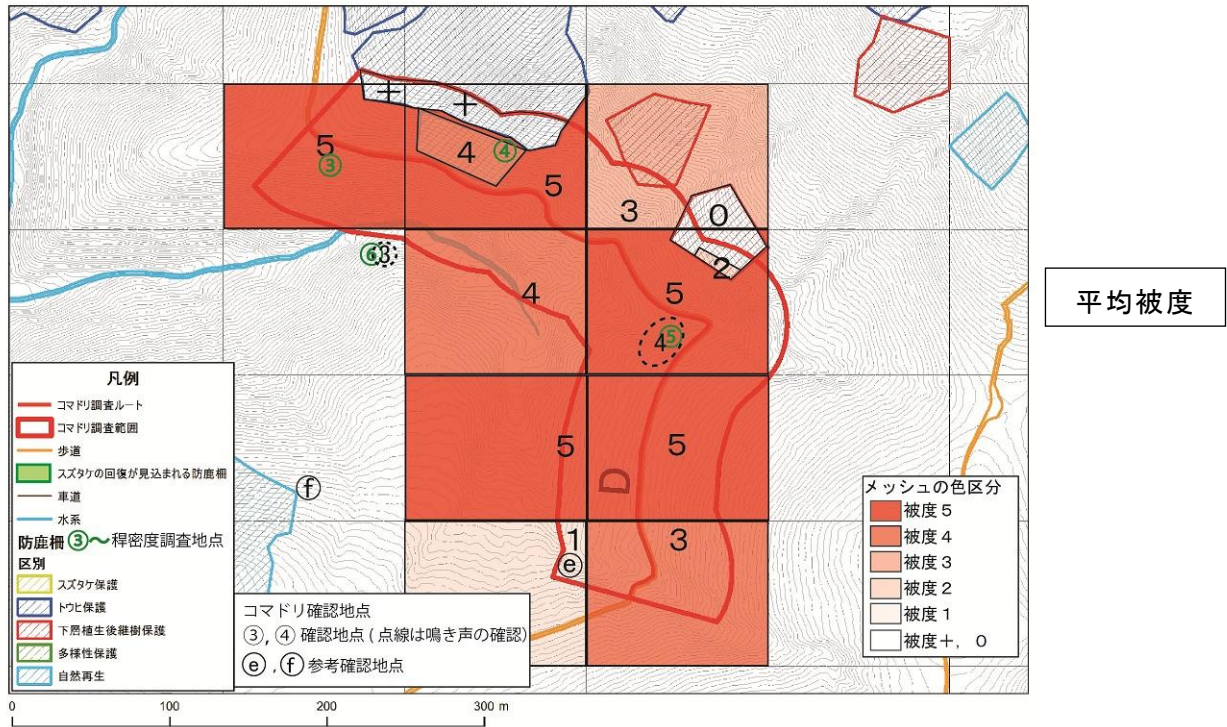 +
+
5
③
4
④
5
3
0
2
⑥3
4
5
4⑤
5
5
D
1
3
ⓔ
ⓕ
平均被度
凡例
コマドリ調査ルート
コマドリ調査範囲
歩道
スズタケの回復が見込まれる防鹿柵
車道
水系
防鹿柵 ③～ 稈密度調査地点
区別
スズタケ保護
トウヒ保護
下層植生後継樹保護
多様性保護
自然再生
コマドリ確認地点
③, ④ 確認地点 ( 点線は鳴き声の確認)
ⓔ , ⓕ 参考確認地点
メッシュの色区分
被度５
被度４
被度３
被度２
被度１
被度＋，０
0 100 200 300 m